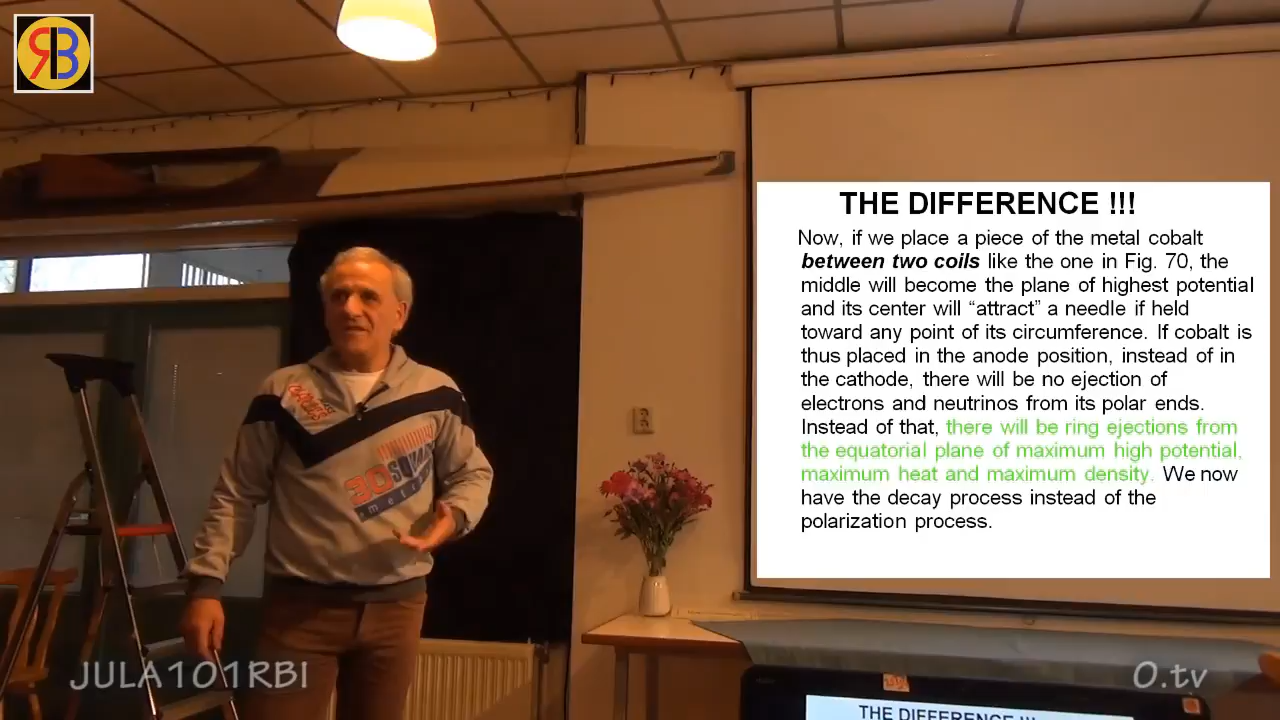 RB
THE DIFFERENCE !!!
Now, if we place a piece of the metal cobalt
between two coils like the one in Fig. 70, the
middle will become the plane of highest potential
and its center will “attract” a needle if held
toward any point of its circumference. If cobalt is
thus placed in the anode position, instead of in
the cathode, there will be no ejection of
electrons and neutrinos from its polar ends.
Instead of that, there will be ring ejections from
the equatorial plane of maximum high potential,
maximum heat and maximum density. We now
have the decay process instead of the
polarization process.
30
JULA101RBI
O.tv
THE DIFFERENCE !!!